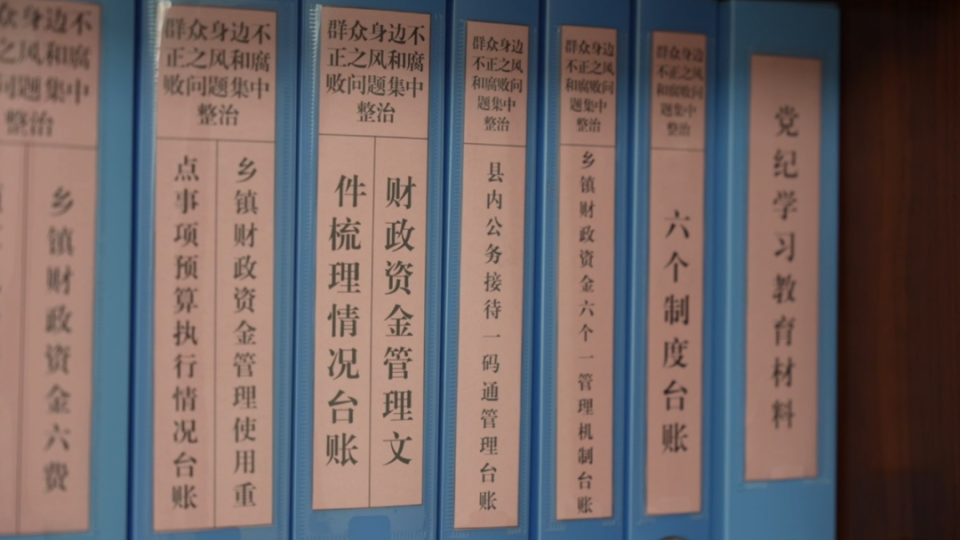 众身边不
之风和腐
问题集中
整治
乡镇财政资金六费
群众身边不
正之风和腐
败问题集中
整治
乡镇财政资金管理使用重
点事项预算执行情况台账
群众身边不
正之风和腐
败问题集中
整治
财政资金管理文
件梳理情况台账
群众身边
不正之风
和腐败问
题集中
整治
县内公务接待一码通管理台账
群众身边
不正之风
和腐败问
题集中
整治
乡镇财政资金六个一管理机制台账
群众身边
不正之风
和腐败问
题集中
整治
六个制度台账
党纪学习教育材料